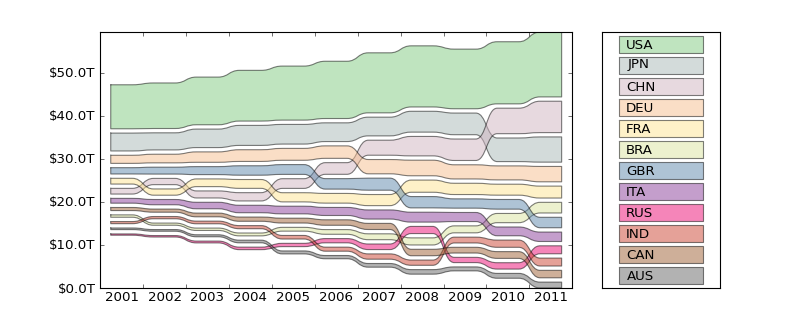 $50.0T
$40.0T
$30.0T
$20.0T
$10.0T
$0.0T
2001 2002 2003 2004 2005 2006 2007 2008 2009 2010 2011
USA
JPN
CHN
DEU
FRA
BRA
GBR
ITA
RUS
IND
CAN
AUS